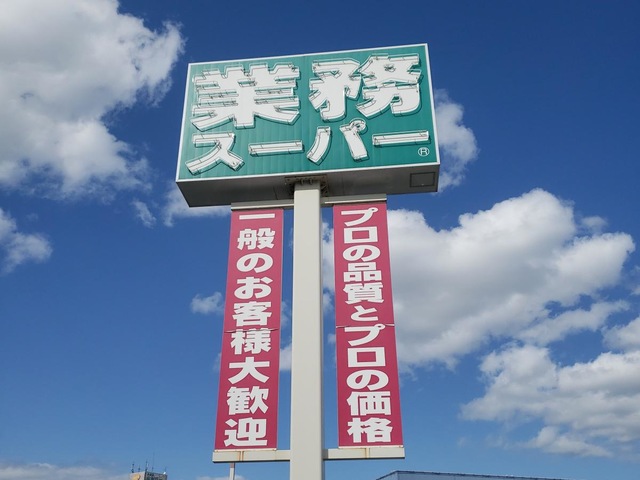 業務
スーパー
®
プロの品質とプロの価格
一般のお客様大歓迎